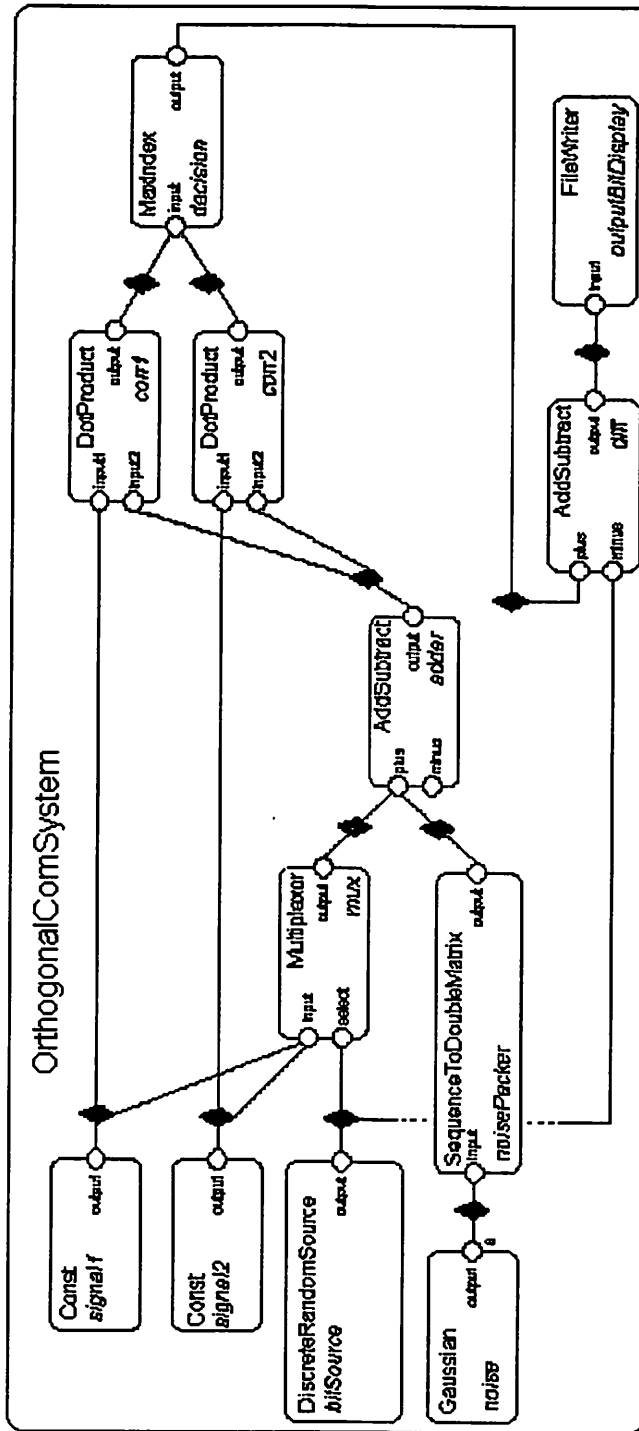 OrthogonalComSystem
Const
signal1
output
Const
signal2
output
DiscreteRandomSource
bitSource
output
Gaussian
noise
output
8
SequenceToDoubleMatrix
noisePacker
input
output
Multiplexor
mux
input
select
output
AddSubtract
adder
plus
minus
output
DotProduct
corr1
input1
input2
output
DotProduct
corr2
input1
input2
output
MaxIndex
decision
input
output
AddSubtract
diff
plus
minus
output
FileWriter
outputBitDisplay
input